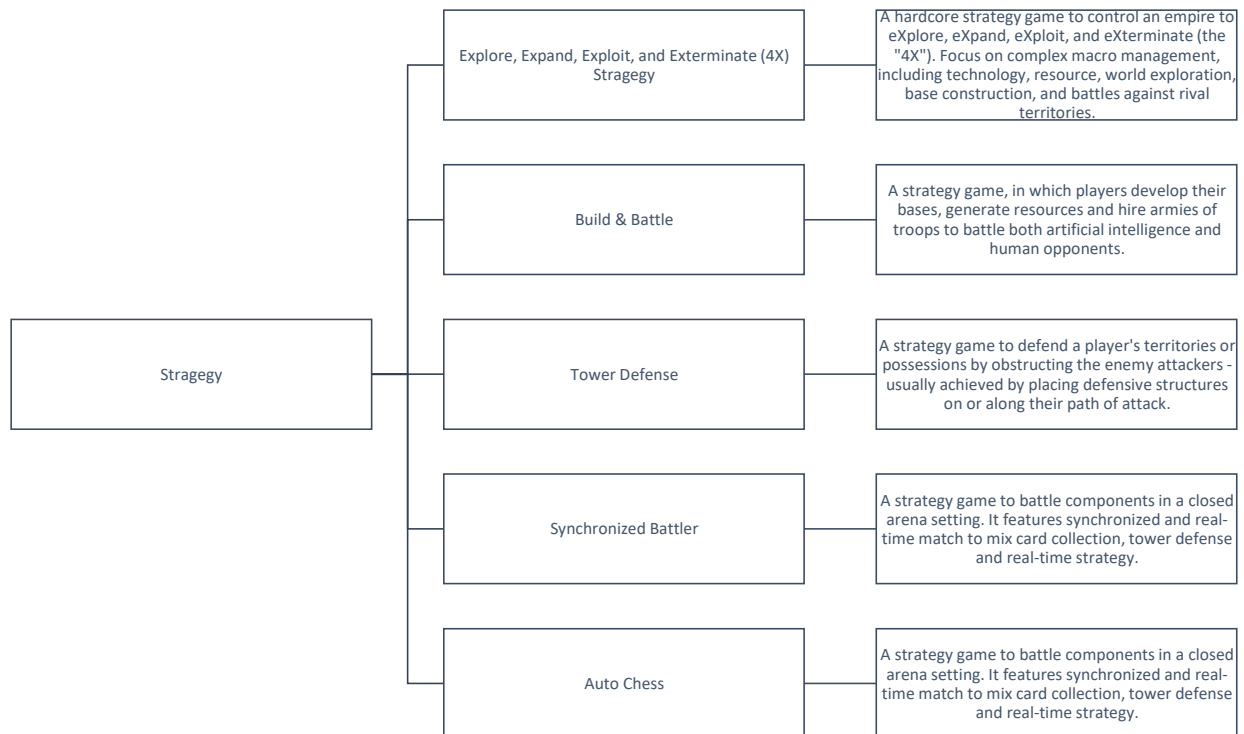 Explore, Expand, Exploit, and Exterminate (4X)
Stragegy
A hardcore strategy game to control an empire to
eXplore, eXpand, eXploit, and eXterminate (the
"4X"). Focus on complex macro management,
including technology, resource, world exploration,
base construction, and battles against rival
territories.
Build & Battle
A strategy game, in which players develop their
bases, generate resources and hire armies of
troops to battle both artificial intelligence and
human opponents.
Stragegy
Tower Defense
A strategy game to defend a player's territories or
possessions by obstructing the enemy attackers -
usually achieved by placing defensive structures
on or along their path of attack.
Synchronized Battler
A strategy game to battle components in a closed
arena setting. It features synchronized and real-
time match to mix card collection, tower defense
and real-time strategy.
Auto Chess
A strategy game to battle components in a closed
arena setting. It features synchronized and real-
time match to mix card collection, tower defense
and real-time strategy.